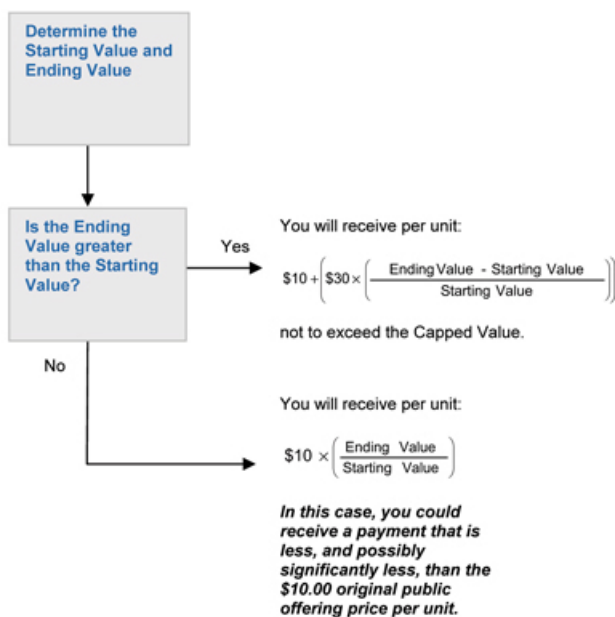 Determine the
Starting Value and
Ending Value
Is the Ending
Value greater
than the Starting
Value?
Yes
You will receive per unit:
$10 + ( $30 × ( Ending Value - Starting Value / Starting Value ) )
not to exceed the Capped Value.
No
You will receive per unit:
$10 × ( Ending Value / Starting Value )
In this case, you could
receive a payment that is
less, and possibly
significantly less, than the
$10.00 original public
offering price per unit.